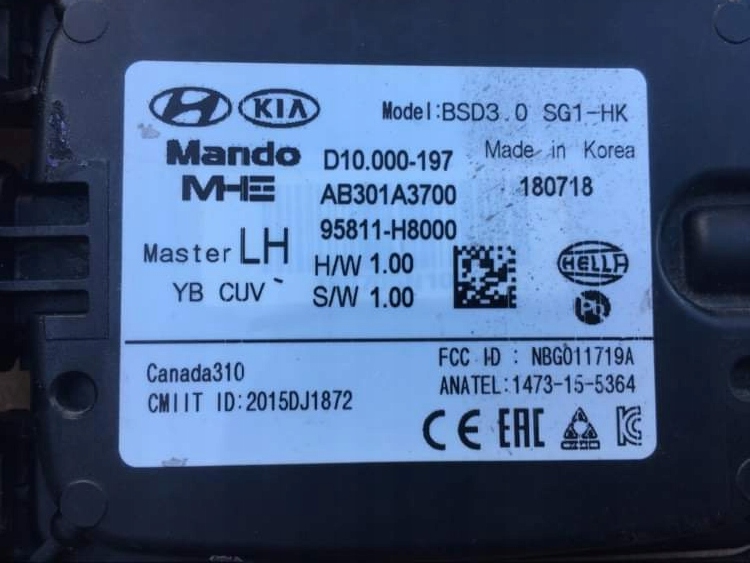 KIA
Model:BSD3.0 SG1-HK
Mando D10.000-197 Made in Korea
MHE AB301A3700 180718
95811-H8000
Master LH
H/W 1.00
YB CUV S/W 1.00
HELLA
Pb
Canada310
FCC ID : NBG011719A
CMIIT ID:2015DJ1872
ANATEL:1473-15-5364
CE EAC